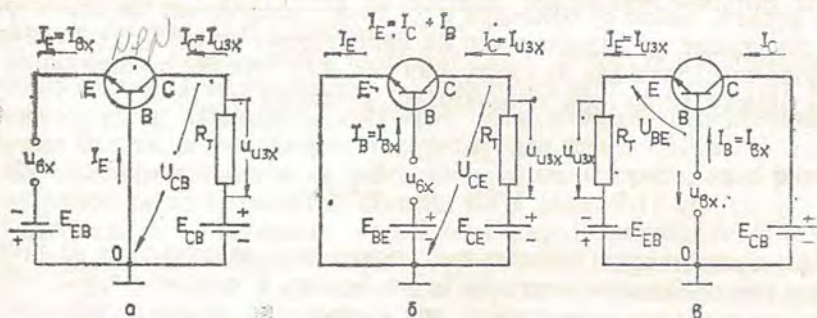 I_E=I_вх
npn
I_C=I_изх
E
C
B
R_T
u_изх
u_вх
I_E
U_CB
E_EB
E_CB
- +
+ -
0
а
I_E=I_C+I_B
I_E
I_C=I_изх
E
C
B
I_B=I_вх
R_T
u_изх
u_вх
U_CE
E_BE
E_CE
+ +
- -
0
б
I_E=I_изх
I_C
E
C
B
R_T
U_BE
I_B=I_вх
u_изх
u_вх
E_EB
E_CB
- +
+ -
0
в